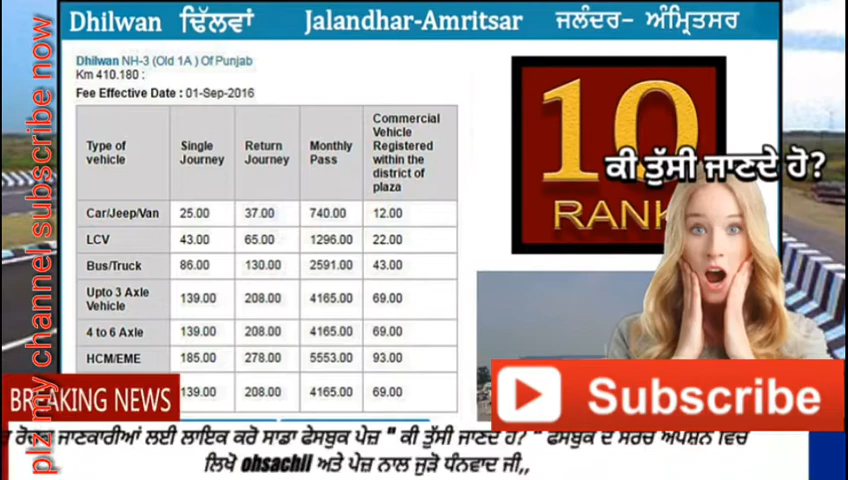 Dhilwan ਢਿੱਲਵਾਂ Jalandhar-Amritsar ਜਲੰਦਰ- ਅੰਮ੍ਰਿਤਸਰ
Dhilwan NH-3 (Old 1A ) Of Punjab
Km 410.180 :
Fee Effective Date : 01-Sep-2016
Type of vehicle Single Journey Return Journey Monthly Pass Commercial Vehicle Registered within the district of plaza
Car/Jeep/Van 25.00 37.00 740.00 12.00
LCV 43.00 65.00 1296.00 22.00
Bus/Truck 86.00 130.00 2591.00 43.00
Upto 3 Axle Vehicle 139.00 208.00 4165.00 69.00
4 to 6 Axle 139.00 208.00 4165.00 69.00
HCM/EME 185.00 278.00 5553.00 93.00
139.00 208.00 4165.00 69.00
10
RANK
ਕੀ ਤੁੱਸੀ ਜਾਣਦੇ ਹੋ?
Subscribe
BREAKING NEWS
plz my channel subscribe now
ਜਾਣਕਾਰੀਆਂ ਲਈ ਲਾਇਕ ਕਰੋ ਸਾਡਾ ਫੇਸਬੁਕ ਪੇਜ਼ " ਕੀ ਤੁੱਸੀ ਜਾਣਦੇ ਹੋ? " ਫੇਸਬੁਕ ਦੇ ਸਰਚ ਅਪਸ਼ਨ ਵਿਚ
ਲਿਖੋ ohsachii ਅਤੇ ਪੇਜ਼ ਨਾਲ ਜੁੜੋ ਧੰਨਵਾਦ ਜੀ,,